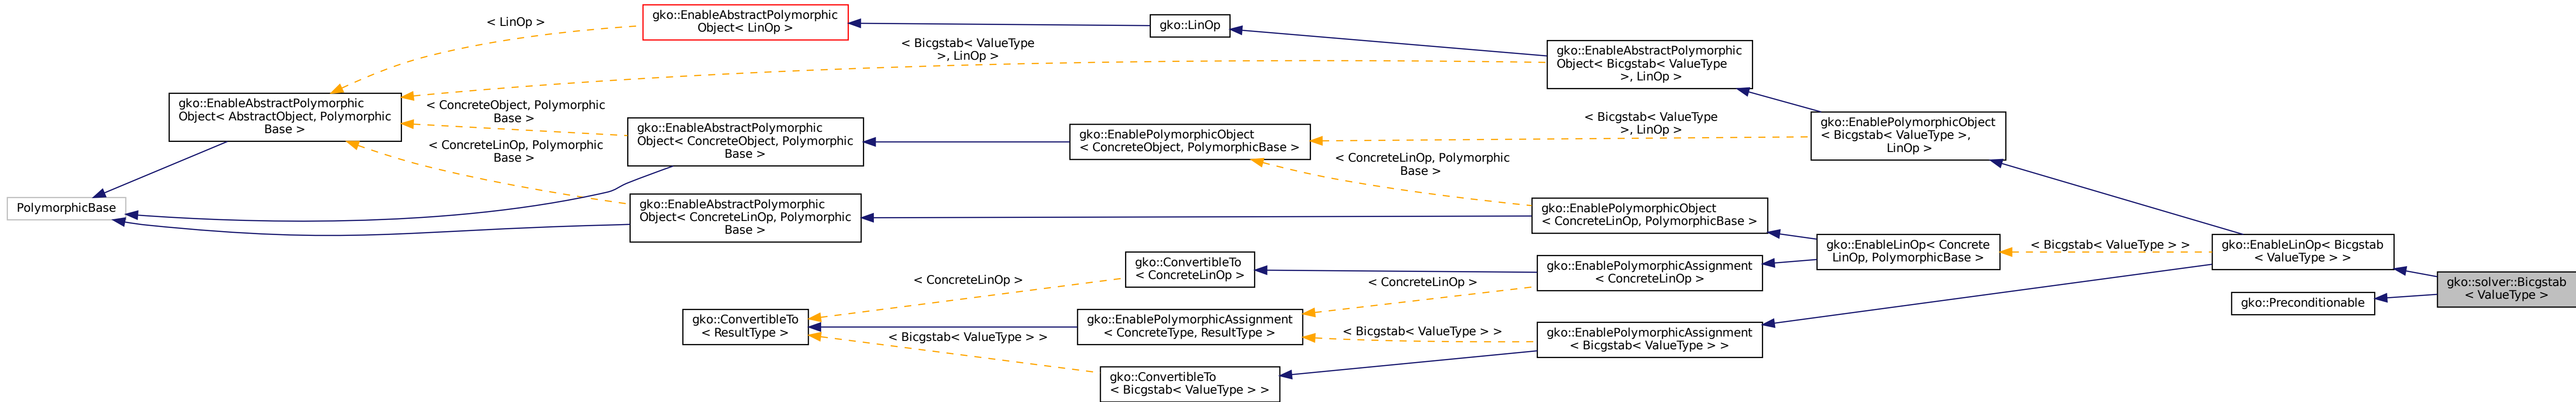 PolymorphicBase
gko::EnableAbstractPolymorphic
Object< AbstractObject, Polymorphic
Base >
< LinOp >
gko::EnableAbstractPolymorphic
Object< LinOp >
< Bicgstab< ValueType
>, LinOp >
< ConcreteObject, Polymorphic
Base >
< ConcreteLinOp, Polymorphic
Base >
gko::EnableAbstractPolymorphic
Object< ConcreteObject, Polymorphic
Base >
gko::EnableAbstractPolymorphic
Object< ConcreteLinOp, Polymorphic
Base >
gko::ConvertibleTo
< ResultType >
< ConcreteLinOp >
< Bicgstab< ValueType > >
gko::LinOp
gko::EnablePolymorphicObject
< ConcreteObject, PolymorphicBase >
gko::ConvertibleTo
< ConcreteLinOp >
gko::EnablePolymorphicAssignment
< ConcreteType, ResultType >
gko::ConvertibleTo
< Bicgstab< ValueType > >
< Bicgstab< ValueType
>, LinOp >
< ConcreteLinOp, Polymorphic
Base >
< ConcreteLinOp >
< Bicgstab< ValueType > >
gko::EnableAbstractPolymorphic
Object< Bicgstab< ValueType
>, LinOp >
gko::EnablePolymorphicObject
< ConcreteLinOp, PolymorphicBase >
gko::EnablePolymorphicAssignment
< ConcreteLinOp >
gko::EnablePolymorphicAssignment
< Bicgstab< ValueType > >
gko::EnablePolymorphicObject
< Bicgstab< ValueType >,
LinOp >
gko::EnableLinOp< Concrete
LinOp, PolymorphicBase >
< Bicgstab< ValueType > >
gko::EnableLinOp< Bicgstab
< ValueType > >
gko::Preconditionable
gko::solver::Bicgstab
< ValueType >